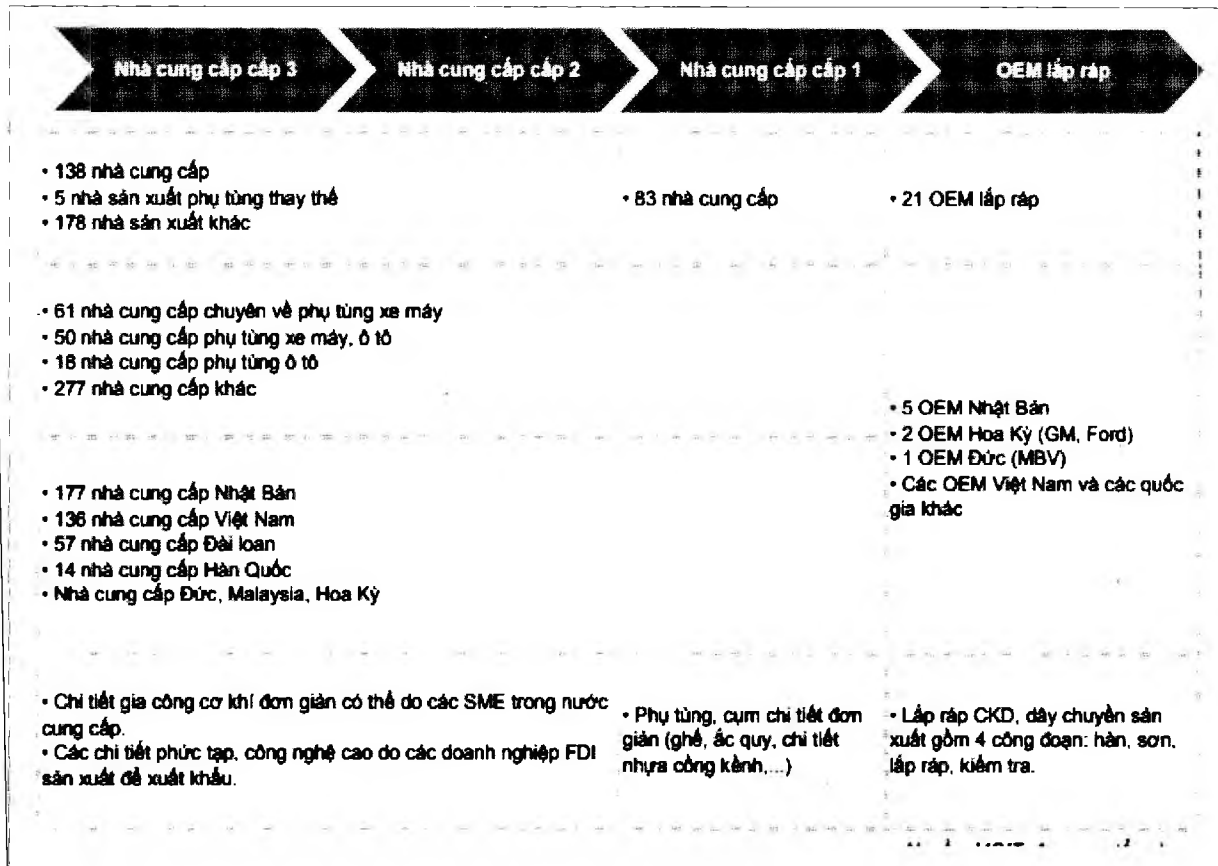 Nhà cung cấp cấp 3
Nhà cung cấp cấp 2
Nhà cung cấp cấp 1
OEM lắp ráp
• 138 nhà cung cấp
• 5 nhà sản xuất phụ tùng thay thế
• 178 nhà sản xuất khác
• 83 nhà cung cấp
• 21 OEM lắp ráp
• 61 nhà cung cấp chuyên về phụ tùng xe máy
• 50 nhà cung cấp phụ tùng xe máy, ô tô
• 18 nhà cung cấp phụ tùng ô tô
• 277 nhà cung cấp khác
• 177 nhà cung cấp Nhật Bản
• 136 nhà cung cấp Việt Nam
• 57 nhà cung cấp Đài loan
• 14 nhà cung cấp Hàn Quốc
• Nhà cung cấp Đức, Malaysia, Hoa Kỳ
• 5 OEM Nhật Bản
• 2 OEM Hoa Kỳ (GM, Ford)
• 1 OEM Đức (MBV)
• Các OEM Việt Nam và các quốc
gia khác
• Chi tiết gia công cơ khí đơn giản có thể do các SME trong nước
cung cấp.
• Các chi tiết phức tạp, công nghệ cao do các doanh nghiệp FDI
sản xuất để xuất khẩu.
• Phụ tùng, cụm chi tiết đơn
giản (ghế, ắc quy, chi tiết
nhựa cồng kềnh,...)
• Lắp ráp CKD, dây chuyền sản
xuất gồm 4 công đoạn: hàn, sơn,
lắp ráp, kiểm tra.